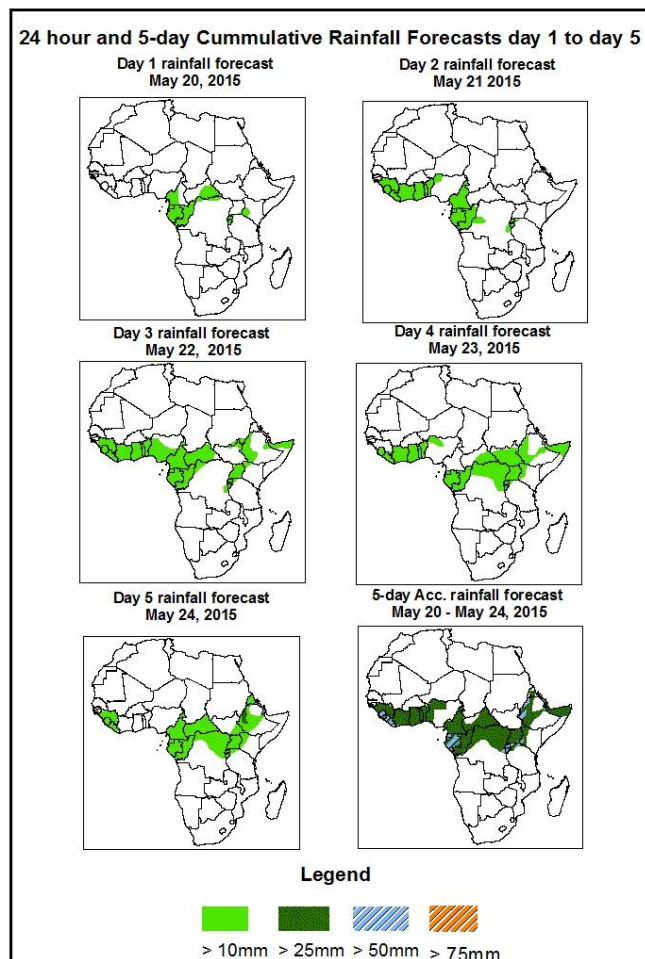 24 hour and 5-day Cummulative Rainfall Forecasts day 1 to day 5
Day 1 rainfall forecast
May 20, 2015
Day 2 rainfall forecast
May 21 2015
Day 3 rainfall forecast
May 22, 2015
Day 4 rainfall forecast
May 23, 2015
Day 5 rainfall forecast
May 24, 2015
5-day Acc. rainfall forecast
May 20 - May 24, 2015
Legend
> 10mm > 25mm > 50mm > 75mm